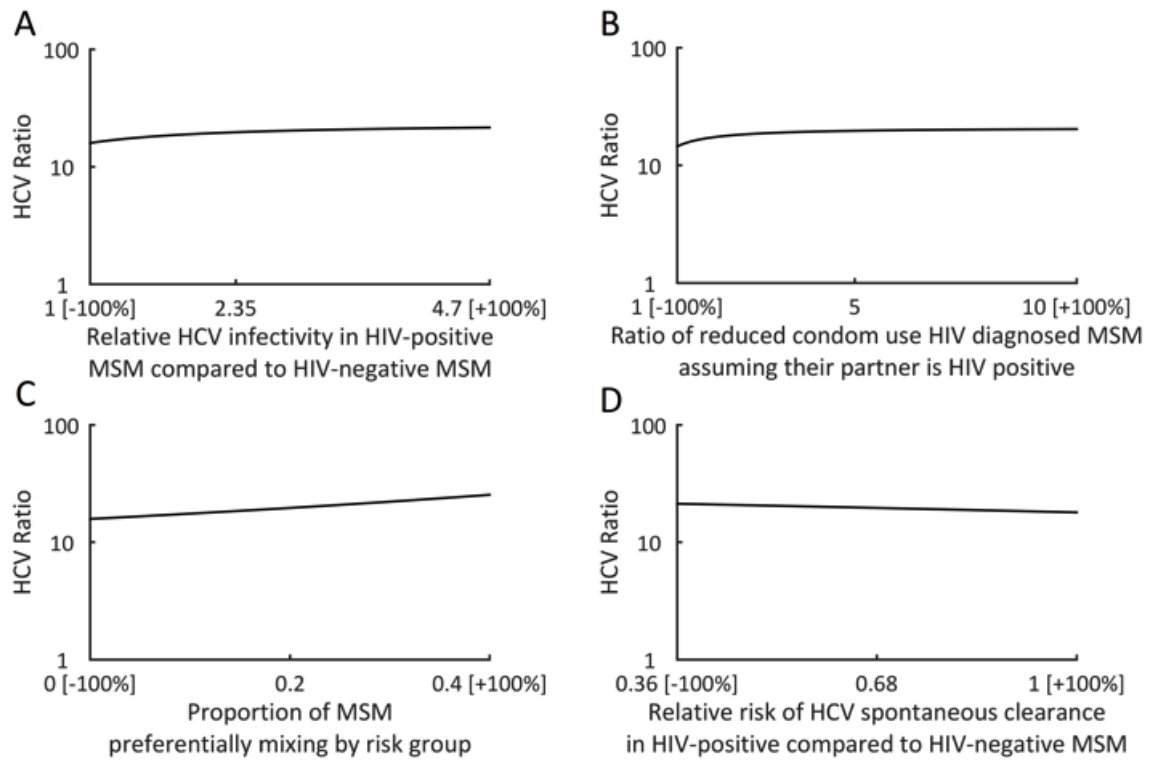 A
100
HCV Ratio
10
1
1 [-100%] 2.35 4.7 [+100%]
Relative HCV infectivity in HIV-positive
MSM compared to HIV-negative MSM
B
100
HCV Ratio
10
1
1 [-100%] 5 10 [+100%]
Ratio of reduced condom use HIV diagnosed MSM
assuming their partner is HIV positive
C
100
HCV Ratio
10
1
0 [-100%] 0.2 0.4 [+100%]
Proportion of MSM
preferentially mixing by risk group
D
100
HCV Ratio
10
1
0.36 [-100%] 0.68 1 [+100%]
Relative risk of HCV spontaneous clearance
in HIV-positive compared to HIV-negative MSM